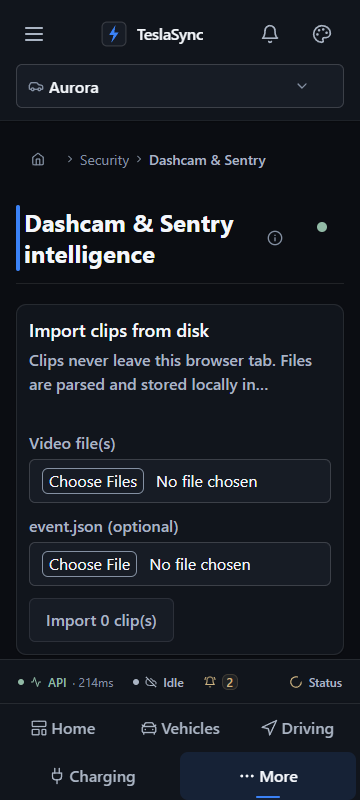 TeslaSync
Aurora
Security
Dashcam & Sentry
Dashcam & Sentry
intelligence
Import clips from disk
Clips never leave this browser tab. Files
are parsed and stored locally in...
Video file(s)
Choose Files No file chosen
event.json (optional)
Choose File No file chosen
Import 0 clip(s)
API · 214ms Idle 2 Status
Home Vehicles Driving
Charging More